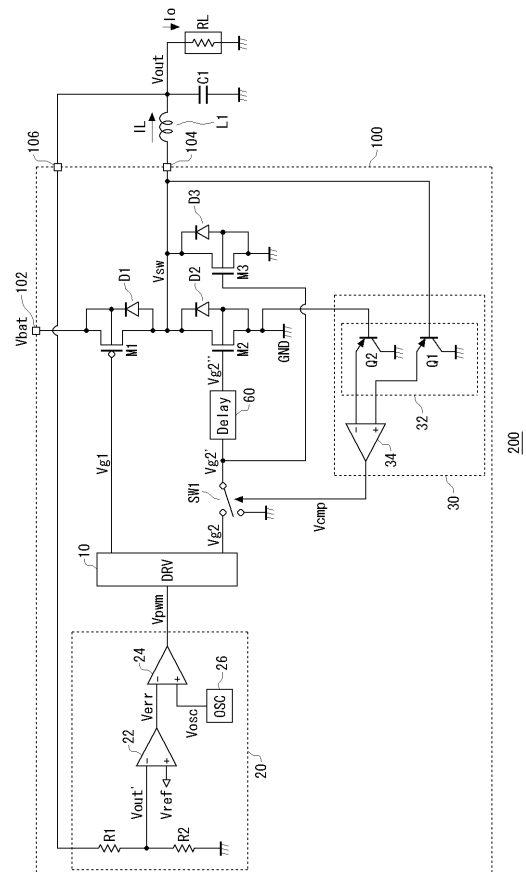 Io
RL
Vout
C1
IL
L1
106
104
100
D3
Vsw
M3
102
Vbat
D1
M1
D2
M2
GND
Vg2''
60
Delay
Vg2'
SW1
Vg1
Vg2
Vcmp
Q2
Q1
32
-
+
34
30
200
10
DRV
Vpwm
24
-
+
26
OSC
Verr
Vosc
22
-
+
20
Vout'
Vref
R1
R2